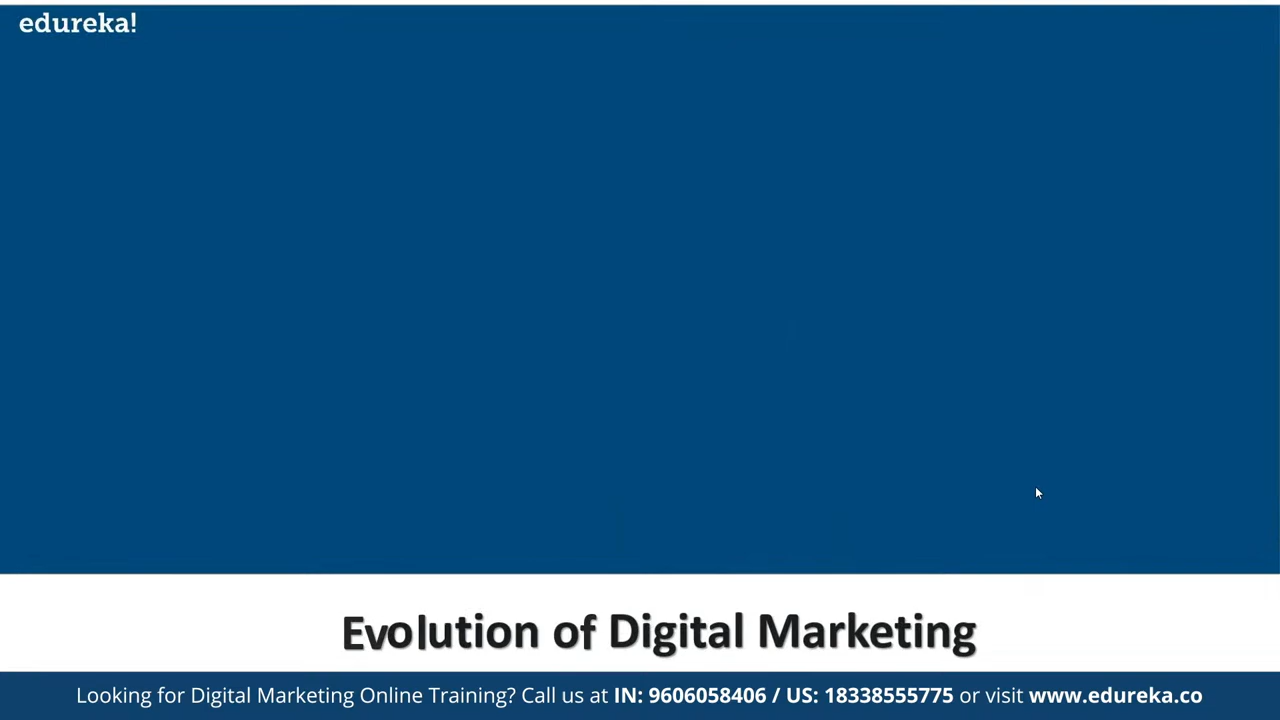 edureka!
Evolution of Digital Marketing
Looking for Digital Marketing Online Training? Call us at IN: 9606058406 / US: 18338555775 or visit www.edureka.co